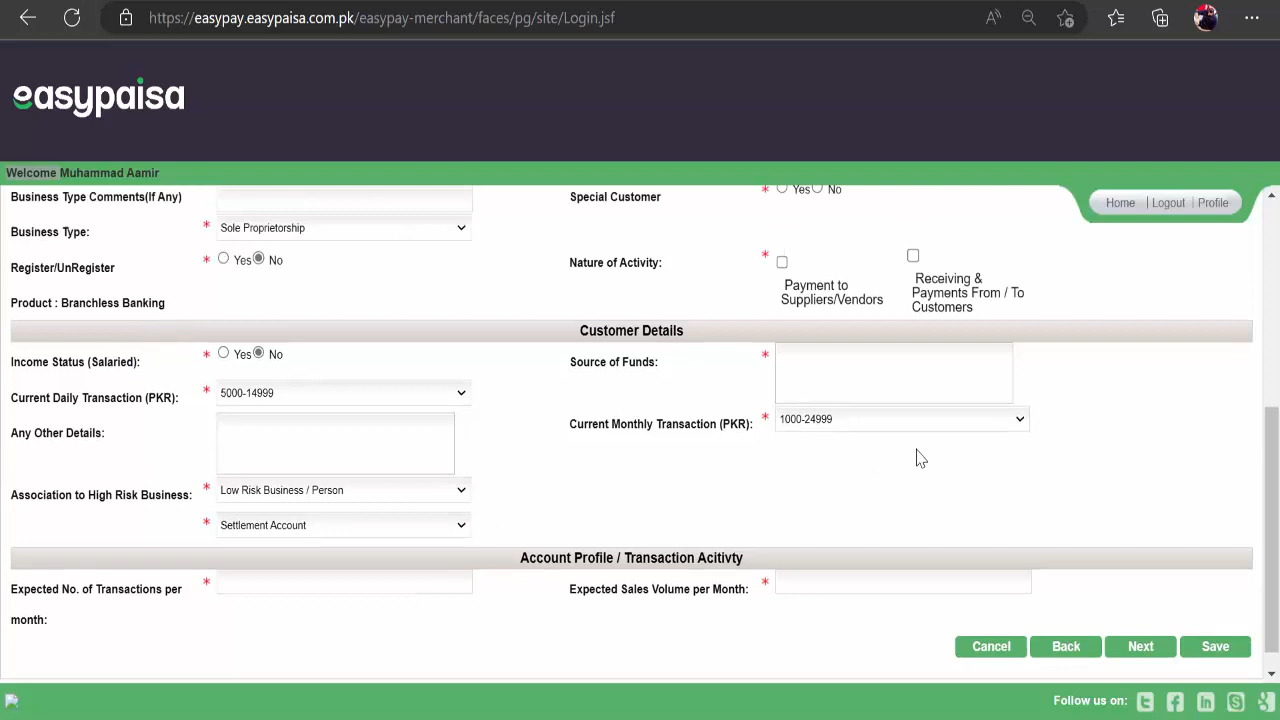 https://easypay.easypaisa.com.pk/easypay-merchant/faces/pg/site/Login.jsf
easypaisa
Welcome Muhammad Aamir
Home | Logout | Profile
Business Type Comments(If Any)
Special Customer * Yes No
Business Type: * Sole Proprietorship
Register/UnRegister * Yes No
Nature of Activity: *
Payment to
Suppliers/Vendors
Receiving &
Payments From / To
Customers
Product : Branchless Banking
Customer Details
Income Status (Salaried): * Yes No
Source of Funds: *
Current Daily Transaction (PKR): * 5000-14999
Current Monthly Transaction (PKR): * 1000-24999
Any Other Details:
Association to High Risk Business: * Low Risk Business / Person
* Settlement Account
Account Profile / Transaction Acitivty
Expected No. of Transactions per
month:
*
Expected Sales Volume per Month: *
Cancel Back Next Save
Follow us on: